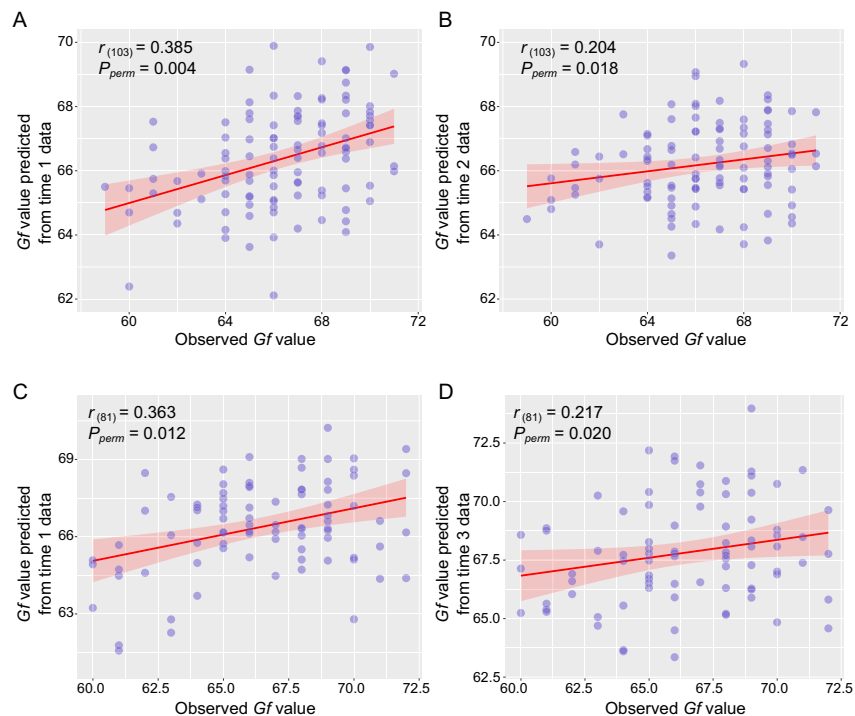 A
r (103) = 0.385
P perm = 0.004
70
68
66
64
62
60
64
68
72
Gf value predicted
from time 1 data
Observed Gf value
B
r (103) = 0.204
P perm = 0.018
70
68
66
64
62
60
64
68
72
Gf value predicted
from time 2 data
Observed Gf value
C
r (81) = 0.363
P perm = 0.012
69
66
63
60.0
62.5
65.0
67.5
70.0
72.5
Gf value predicted
from time 1 data
Observed Gf value
D
r (81) = 0.217
P perm = 0.020
72.5
70.0
67.5
65.0
62.5
60.0
62.5
65.0
67.5
70.0
72.5
Gf value predicted
from time 3 data
Observed Gf value